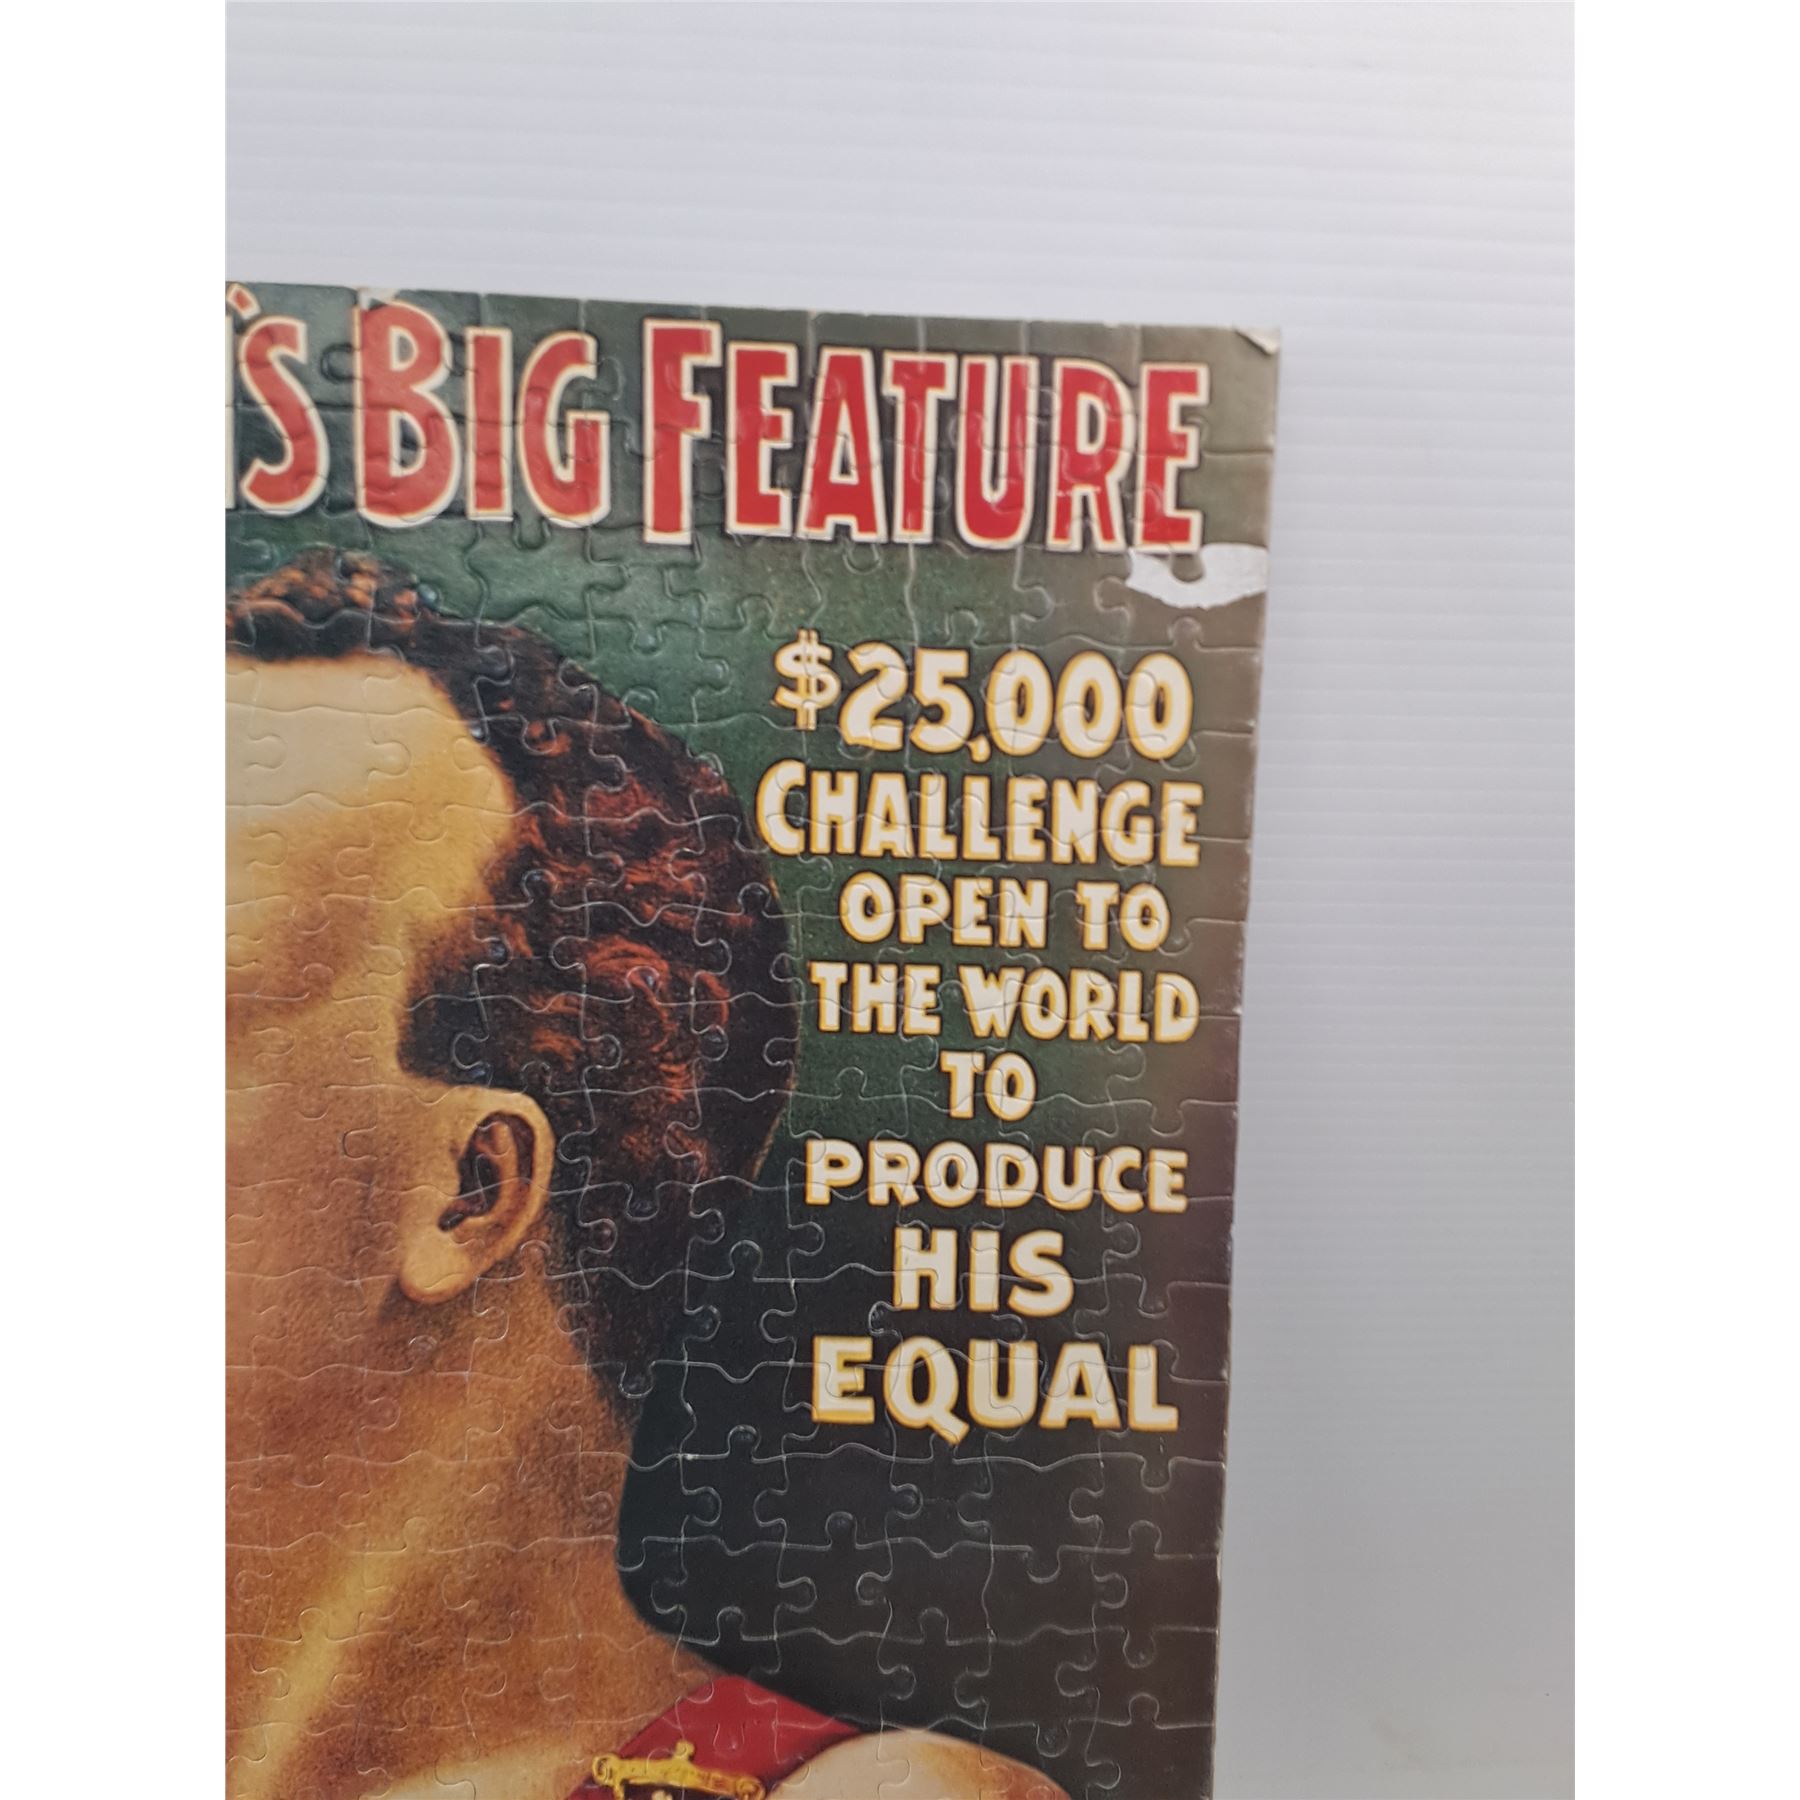 'S BIG FEATURE
$25,000
CHALLENGE
OPEN TO
THE WORLD
TO
PRODUCE
HIS
EQUAL